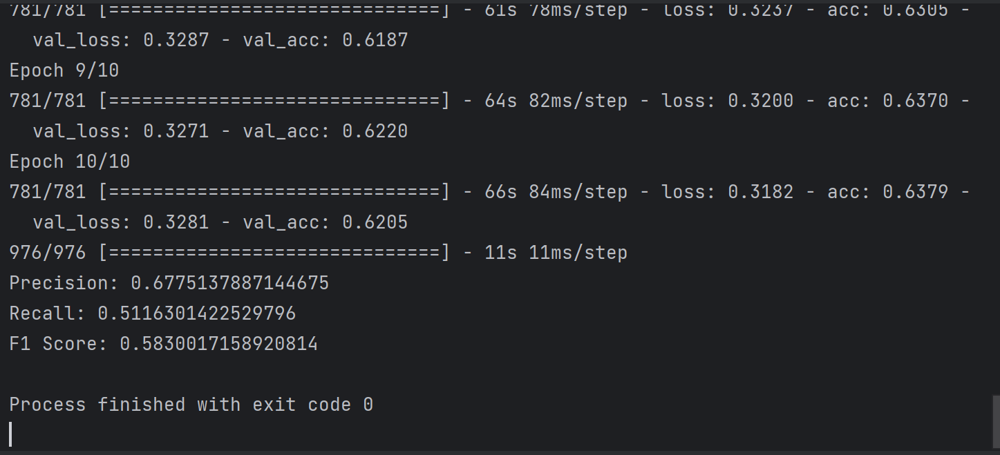 781/781 [==============================] - 61s 78ms/step - loss: 0.3237 - acc: 0.6305 -
  val_loss: 0.3287 - val_acc: 0.6187
Epoch 9/10
781/781 [==============================] - 64s 82ms/step - loss: 0.3200 - acc: 0.6370 -
  val_loss: 0.3271 - val_acc: 0.6220
Epoch 10/10
781/781 [==============================] - 66s 84ms/step - loss: 0.3182 - acc: 0.6379 -
  val_loss: 0.3281 - val_acc: 0.6205
976/976 [==============================] - 11s 11ms/step
Precision: 0.6775137887144675
Recall: 0.5116301422529796
F1 Score: 0.5830017158920814
Process finished with exit code 0